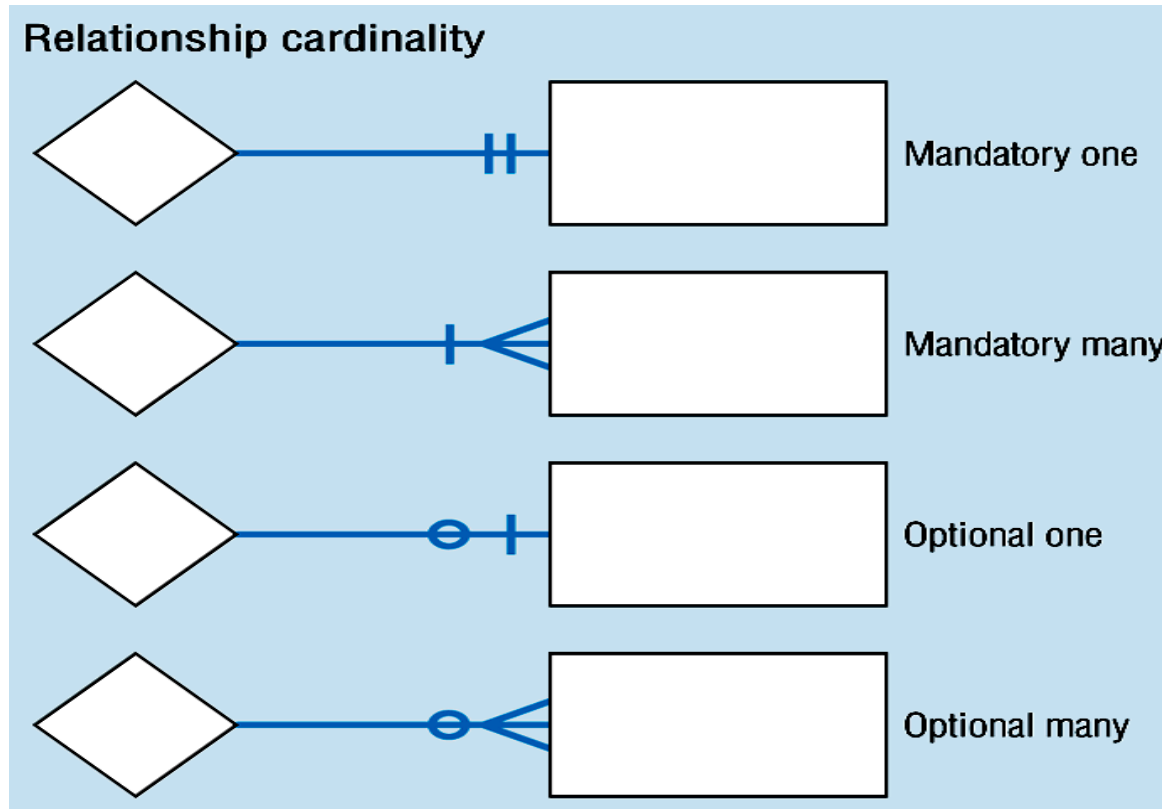 Relationship cardinality
Mandatory one
Mandatory many
Optional one
Optional many